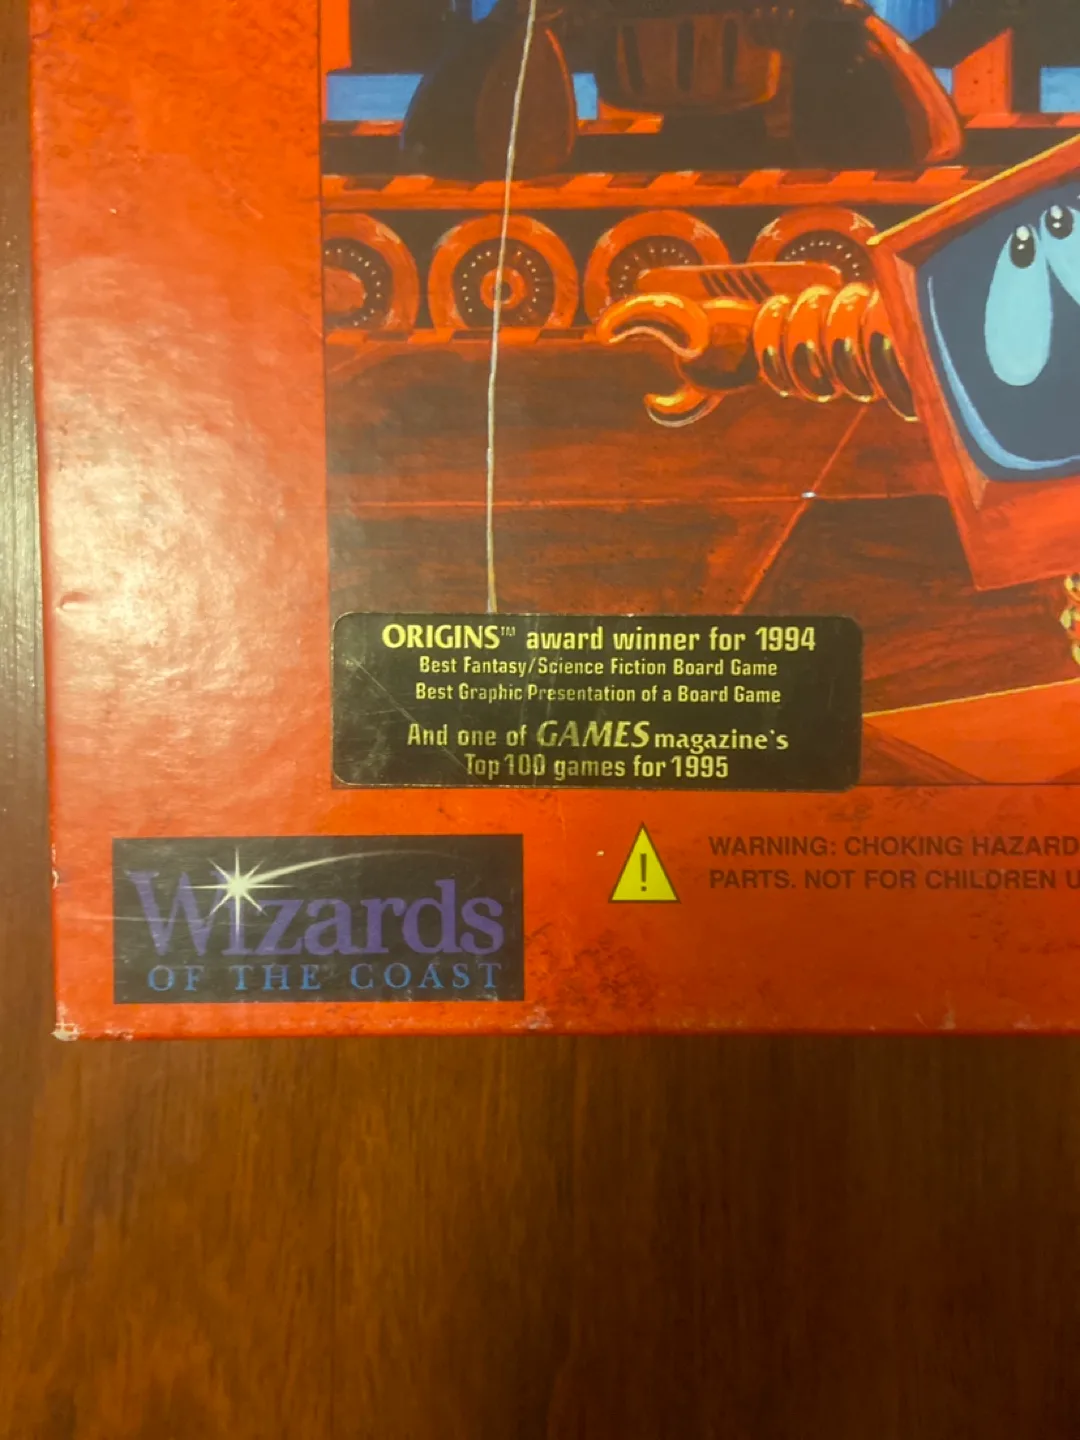 ORIGINS™ award winner for 1994
Best Fantasy/Science Fiction Board Game
Best Graphic Presentation of a Board Game
And one of GAMES magazine's
Top 100 games for 1995
Wizards
OF THE COAST
!
WARNING: CHOKING HAZARD
PARTS. NOT FOR CHILDREN U